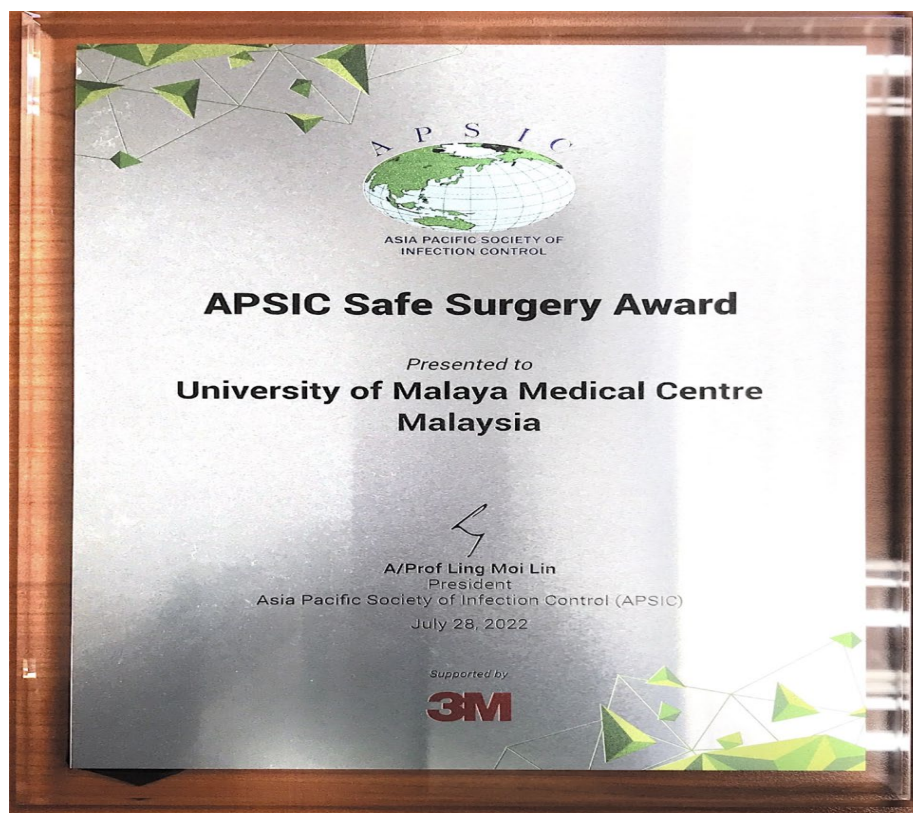 APSIC
ASIA PACIFIC SOCIETY OF
INFECTION CONTROL
APSIC Safe Surgery Award
Presented to
University of Malaya Medical Centre
Malaysia
A/Prof Ling Moi Lin
President
Asia Pacific Society of Infection Control (APSIC)
July 28, 2022
Supported by
3M